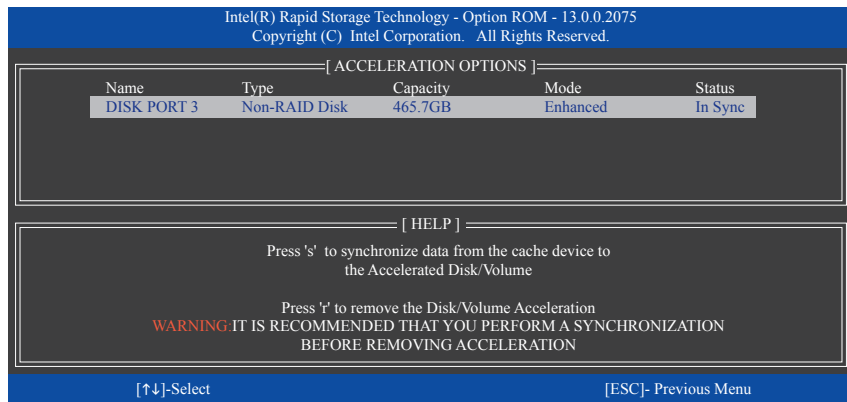 Intel(R) Rapid Storage Technology - Option ROM - 13.0.0.2075
Copyright (C) Intel Corporation. All Rights Reserved.
[ ACCELERATION OPTIONS ]
Name Type Capacity Mode Status
DISK PORT 3 Non-RAID Disk 465.7GB Enhanced In Sync
[ HELP ]
Press 's' to synchronize data from the cache device to
the Accelerated Disk/Volume
Press 'r' to remove the Disk/Volume Acceleration
WARNING:IT IS RECOMMENDED THAT YOU PERFORM A SYNCHRONIZATION
BEFORE REMOVING ACCELERATION
[↑↓]-Select [ESC]- Previous Menu